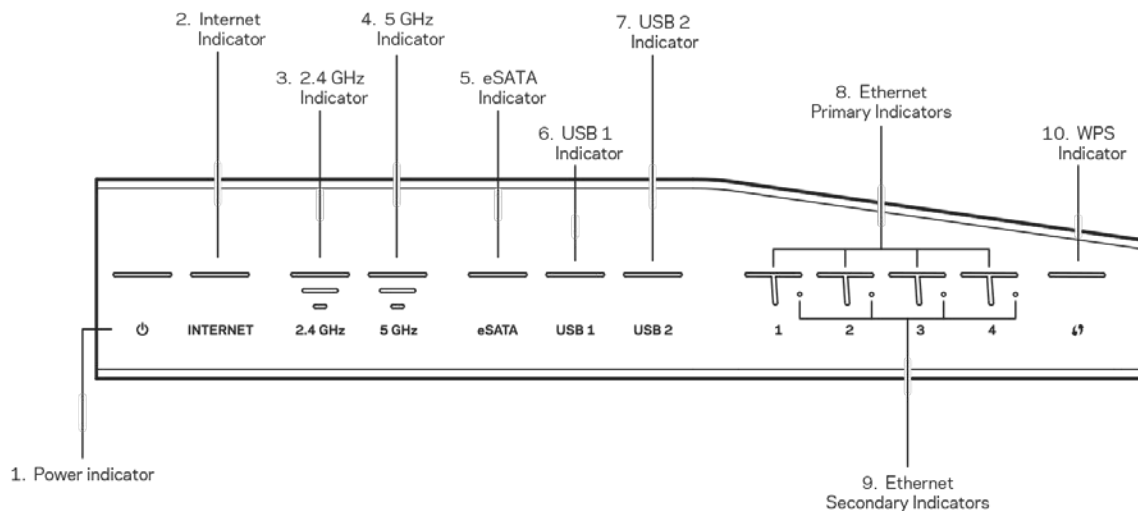 2. Internet
Indicator
4. 5 GHz
Indicator
7. USB 2
Indicator
3. 2.4 GHz
Indicator
5. eSATA
Indicator
8. Ethernet
Primary Indicators
6. USB 1
Indicator
10. WPS
Indicator
INTERNET 2.4 GHz 5 GHz eSATA USB 1 USB 2 1 2 3 4
1. Power indicator
9. Ethernet
Secondary Indicators